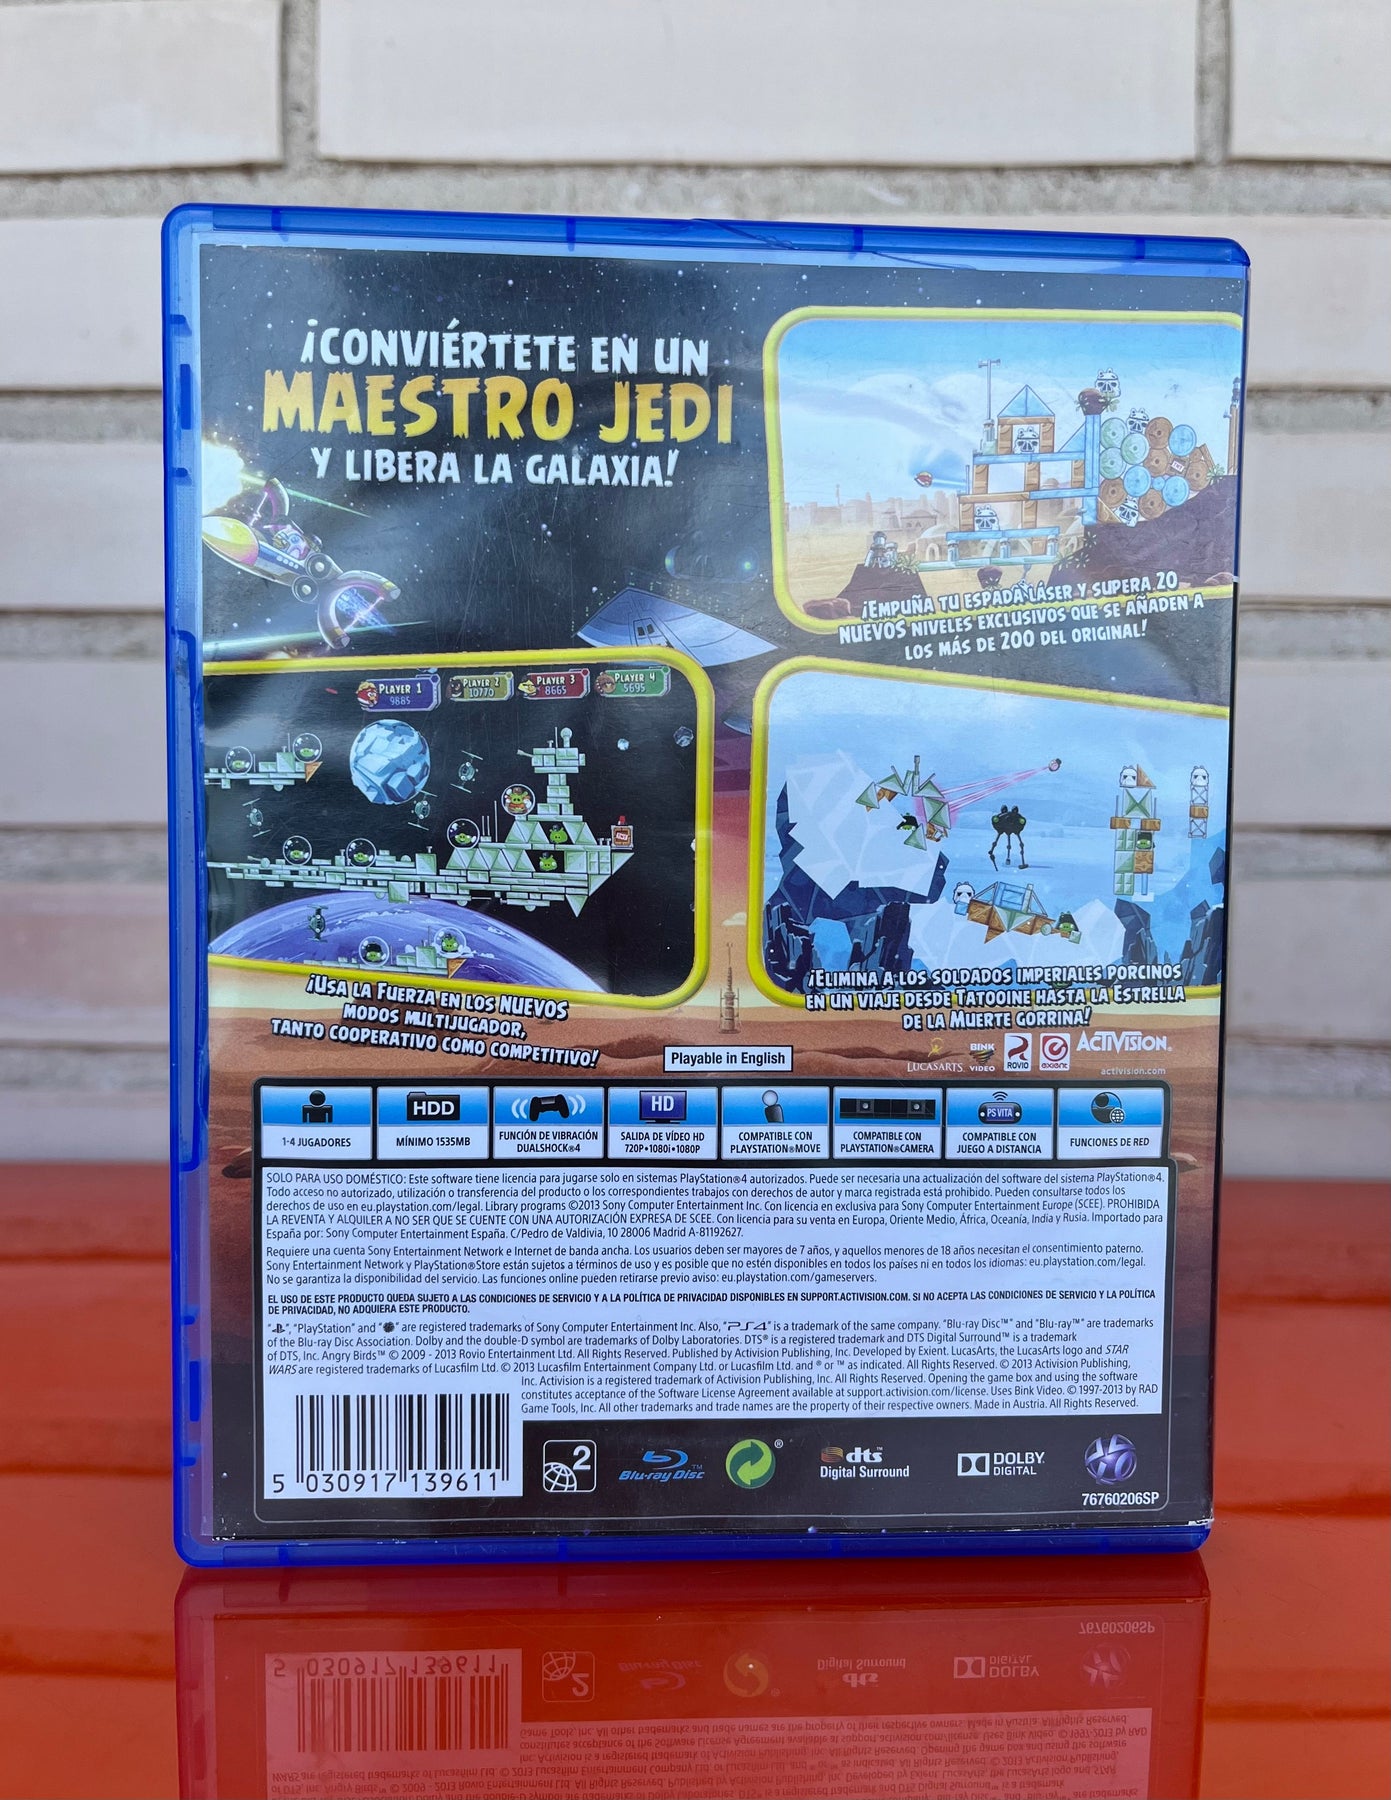 ¡CONVIÉRTETE EN UN
MAESTRO JEDI
Y LIBERA LA GALAXIA!
¡EMPUÑA TU ESPADA LÁSER Y SUPERA 20
NUEVOS NIVELES EXCLUSIVOS QUE SE AÑADEN A
LOS MÁS DE 200 DEL ORIGINAL!
PLAYER 1
9885
PLAYER 2
10770
PLAYER 3
8665
PLAYER 4
5695
¡USA LA FUERZA EN LOS NUEVOS
MODOS MULTIJUGADOR,
TANTO COOPERATIVO COMO COMPETITIVO!
¡ELIMINA A LOS SOLDADOS IMPERIALES PORCINOS
EN UN VIAJE DESDE TATOOINE HASTA LA ESTRELLA
DE LA MUERTE GORRINA!
Playable in English
LUCASARTS
BINK
VIDEO
ROVIO
exient
ACTIVISION®
activision.com
1-4 JUGADORES
HDD
MÍNIMO 1535MB
FUNCIÓN DE VIBRACIÓN
DUALSHOCK®4
HD
SALIDA DE VÍDEO HD
720P•1080i•1080P
COMPATIBLE CON
PLAYSTATION®MOVE
COMPATIBLE CON
PLAYSTATION®CAMERA
PS VITA
COMPATIBLE CON
JUEGO A DISTANCIA
FUNCIONES DE RED
SOLO PARA USO DOMÉSTICO: Este software tiene licencia para jugarse solo en sistemas PlayStation®4 autorizados. Puede ser necesaria una actualización del software del sistema PlayStation®4.
Todo acceso no autorizado, utilización o transferencia del producto o los correspondientes trabajos con derechos de autor y marca registrada está prohibido. Pueden consultarse todos los
derechos de uso en eu.playstation.com/legal. Library programs ©2013 Sony Computer Entertainment Inc. Con licencia en exclusiva para Sony Computer Entertainment Europe (SCEE). PROHIBIDA
LA REVENTA Y ALQUILER A NO SER QUE SE CUENTE CON UNA AUTORIZACIÓN EXPRESA DE SCEE. Con licencia para su venta en Europa, Oriente Medio, África, Oceanía, India y Rusia. Importado para
España por: Sony Computer Entertainment España. C/Pedro de Valdivia, 10 28006 Madrid A-81192627.
Requiere una cuenta Sony Entertainment Network e Internet de banda ancha. Los usuarios deben ser mayores de 7 años, y aquellos menores de 18 años necesitan el consentimiento paterno.
Sony Entertainment Network y PlayStation®Store están sujetos a términos de uso y es posible que no estén disponibles en todos los países ni en todos los idiomas: eu.playstation.com/legal.
No se garantiza la disponibilidad del servicio. Las funciones online pueden retirarse previo aviso: eu.playstation.com/gameservers.
EL USO DE ESTE PRODUCTO QUEDA SUJETO A LAS CONDICIONES DE SERVICIO Y A LA POLÍTICA DE PRIVACIDAD DISPONIBLES EN SUPPORT.ACTIVISION.COM. SI NO ACEPTA LAS CONDICIONES DE SERVICIO Y LA POLÍTICA
DE PRIVACIDAD, NO ADQUIERA ESTE PRODUCTO.
" ", "PlayStation" and " " are registered trademarks of Sony Computer Entertainment Inc. Also, "PS4" is a trademark of the same company. "Blu-ray Disc™" and "Blu-ray™" are trademarks
of the Blu-ray Disc Association. Dolby and the double-D symbol are trademarks of Dolby Laboratories. DTS® is a registered trademark and DTS Digital Surround™ is a trademark
of DTS, Inc. Angry Birds™ © 2009 - 2013 Rovio Entertainment Ltd. All Rights Reserved. Published by Activision Publishing, Inc. Developed by Exient. LucasArts, the LucasArts logo and STAR
WARS are registered trademarks of Lucasfilm Ltd. © 2013 Lucasfilm Entertainment Company Ltd. or Lucasfilm Ltd. and ® or ™ as indicated. All Rights Reserved. © 2013 Activision Publishing,
Inc. Activision is a registered trademark of Activision Publishing, Inc. All Rights Reserved. Opening the game box and using the software
constitutes acceptance of the Software License Agreement available at support.activision.com/license. Uses Bink Video. © 1997-2013 by RAD
Game Tools, Inc. All other trademarks and trade names are the property of their respective owners. Made in Austria. All Rights Reserved.
5 030917 139611
2
Blu-ray Disc™
®
dts™
Digital Surround
DOLBY
DIGITAL
76760206SP